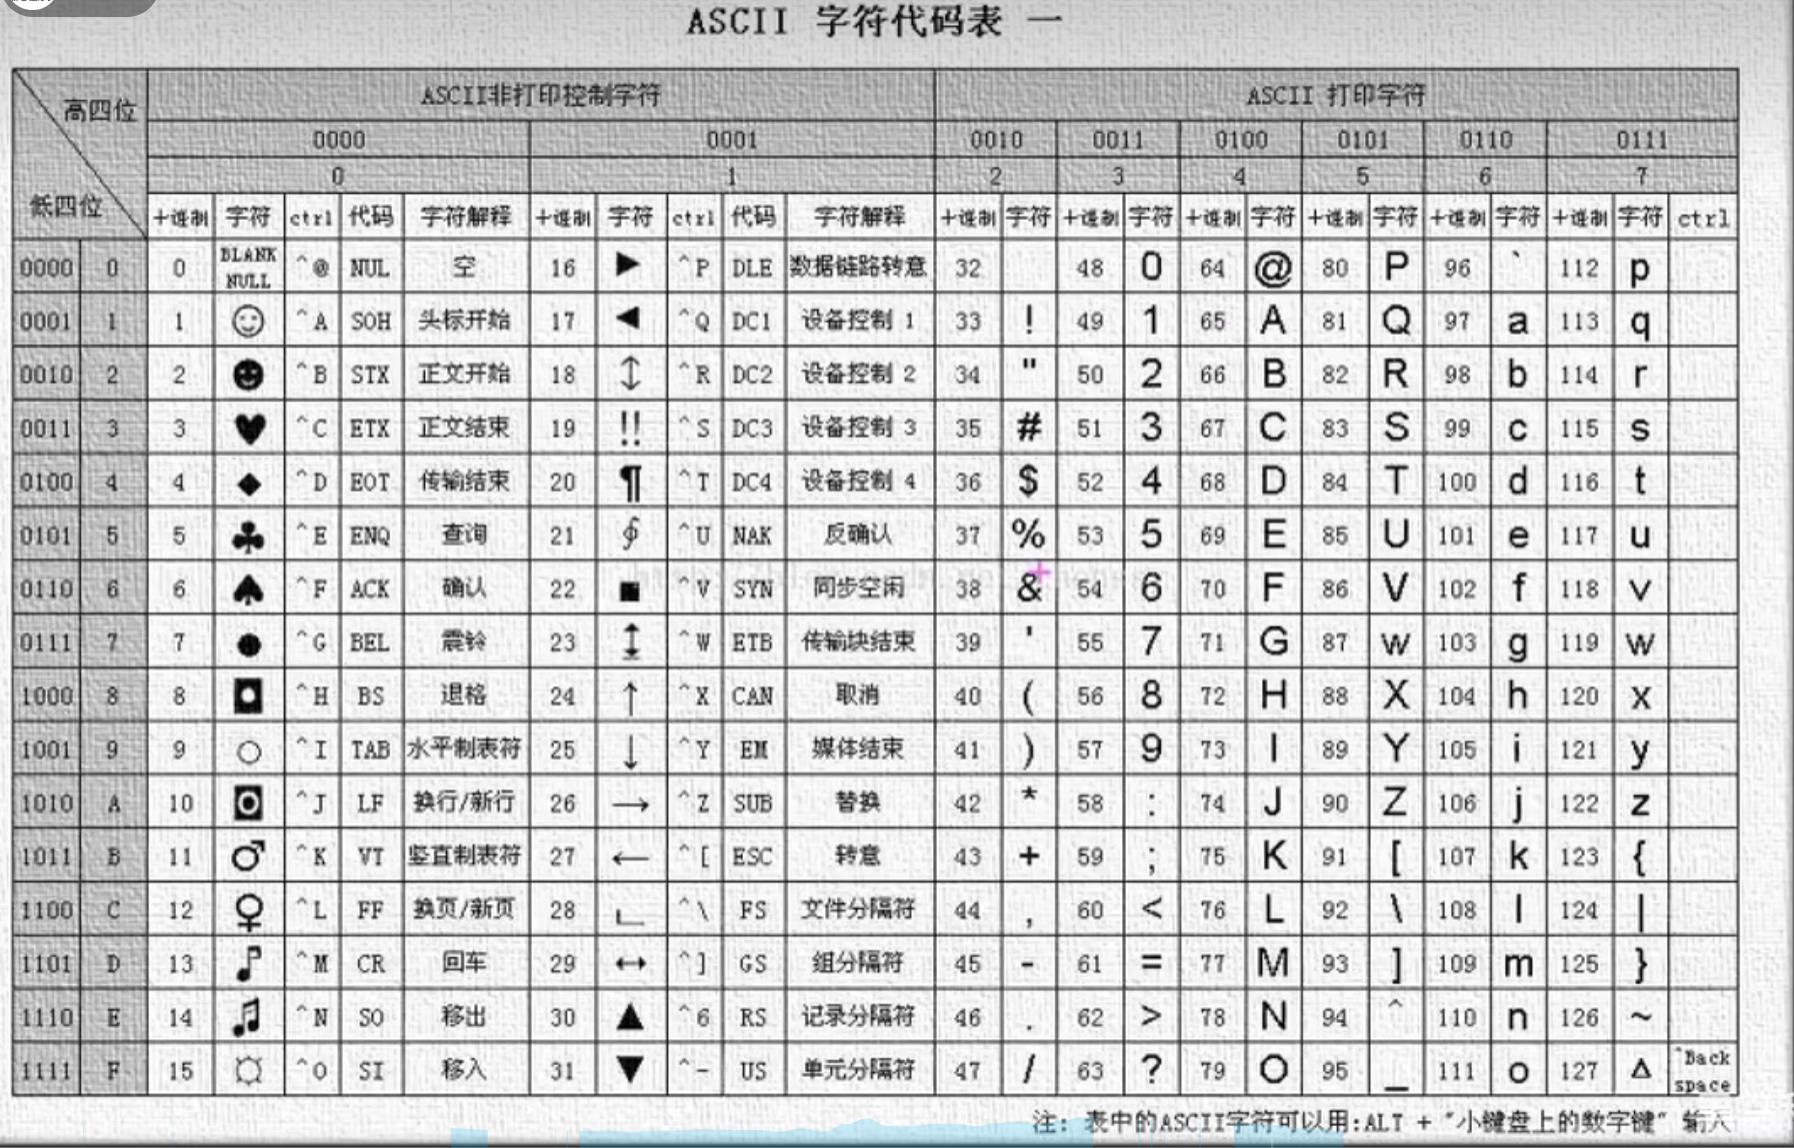 ASCII 字符代码表 一
高四位 ASCII非打印控制字符 ASCII 打印字符
0000 0001 0010 0011 0100 0101 0110 0111
0 1 2 3 4 5 6 7
低四位 十进制 字符 ctrl 代码 字符解释 十进制 字符 ctrl 代码 字符解释 十进制 字符 十进制 字符 十进制 字符 十进制 字符 十进制 字符 十进制 字符 ctrl
0000 0 0 BLANK NULL ^@ NUL 空 16 ► ^P DLE 数据链路转意 32 48 0 64 @ 80 P 96 ` 112 p
0001 1 1 ☺ ^A SOH 头标开始 17 ◄ ^Q DC1 设备控制 1 33 ! 49 1 65 A 81 Q 97 a 113 q
0010 2 2 ☻ ^B STX 正文开始 18 ↕ ^R DC2 设备控制 2 34 " 50 2 66 B 82 R 98 b 114 r
0011 3 3 ♥ ^C ETX 正文结束 19 ‼ ^S DC3 设备控制 3 35 # 51 3 67 C 83 S 99 c 115 s
0100 4 4 ♦ ^D EOT 传输结束 20 ¶ ^T DC4 设备控制 4 36 $ 52 4 68 D 84 T 100 d 116 t
0101 5 5 ♣ ^E ENQ 查询 21 ∮ ^U NAK 反确认 37 % 53 5 69 E 85 U 101 e 117 u
0110 6 6 ♠ ^F ACK 确认 22 ■ ^V SYN 同步空闲 38 & 54 6 70 F 86 V 102 f 118 v
0111 7 7 ● ^G BEL 震铃 23 ↨ ^W ETB 传输块结束 39 ' 55 7 71 G 87 w 103 g 119 w
1000 8 8 ◘ ^H BS 退格 24 ↑ ^X CAN 取消 40 ( 56 8 72 H 88 X 104 h 120 x
1001 9 9 ○ ^I TAB 水平制表符 25 ↓ ^Y EM 媒体结束 41 ) 57 9 73 I 89 Y 105 i 121 y
1010 A 10 ◙ ^J LF 换行/新行 26 → ^Z SUB 替换 42 * 58 : 74 J 90 Z 106 j 122 z
1011 B 11 ♂ ^K VT 竖直制表符 27 ← ^[ ESC 转意 43 + 59 ; 75 K 91 [ 107 k 123 {
1100 C 12 ♀ ^L FF 换页/新页 28 ∟ ^\ FS 文件分隔符 44 , 60 < 76 L 92 \ 108 l 124 |
1101 D 13 ♪ ^M CR 回车 29 ↔ ^] GS 组分隔符 45 - 61 = 77 M 93 ] 109 m 125 }
1110 E 14 ♫ ^N SO 移出 30 ▲ ^6 RS 记录分隔符 46 . 62 > 78 N 94 ^ 110 n 126 ~
1111 F 15 ☼ ^O SI 移入 31 ▼ ^- US 单元分隔符 47 / 63 ? 79 O 95 _ 111 o 127 Δ ^Back space
注: 表中的ASCII字符可以用:ALT + "小键盘上的数字键" 输入